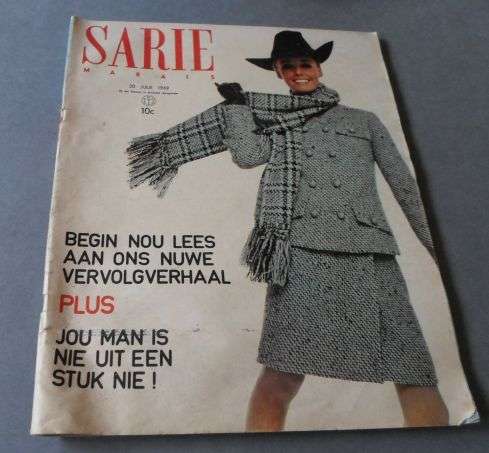 SARIE
MARAIS
10c
BEGIN NOU LEES
AAN ONS NUWE
VERVOLGVERHAAL
PLUS
JOU MAN IS
NIE UIT EEN
STUK NIE!